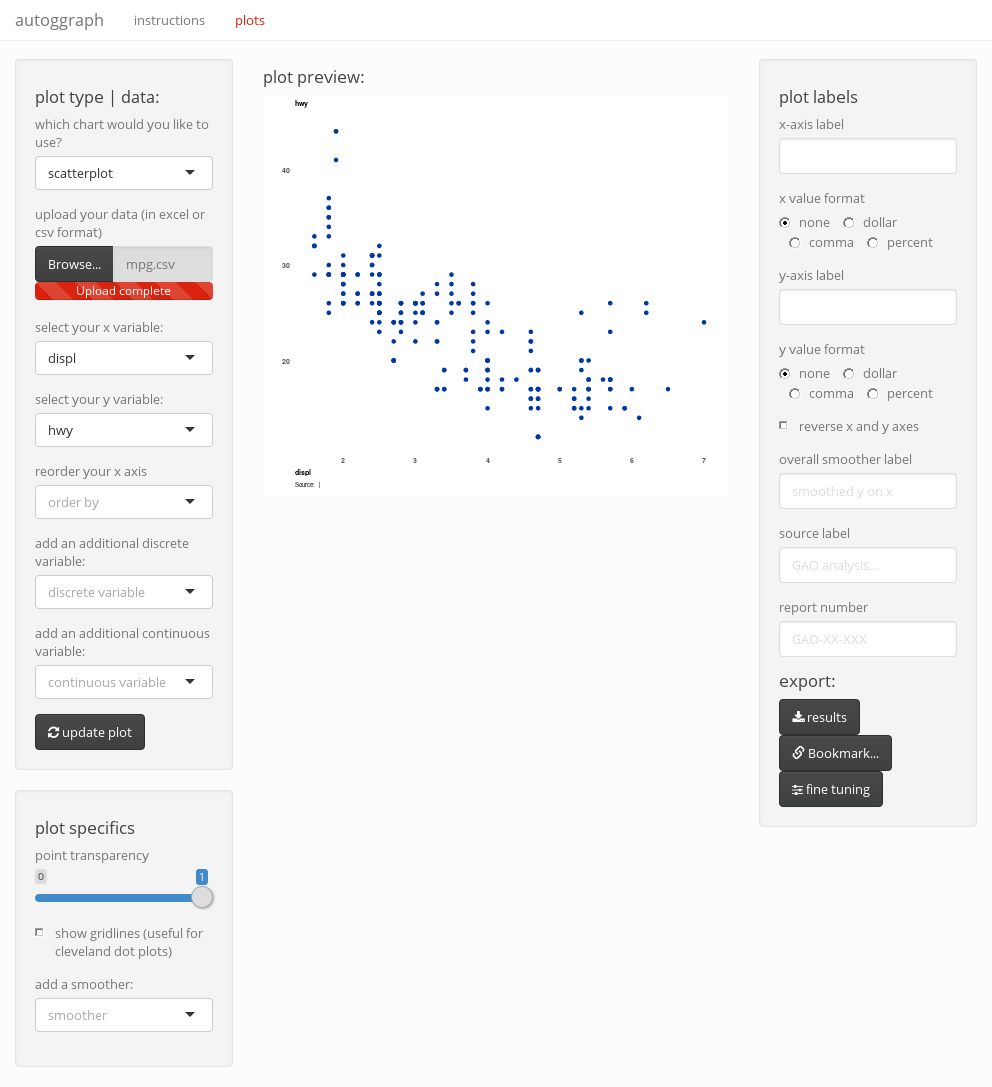 autoggraph instructions plots
plot type | data:
which chart would you like to
use?
scatterplot
upload your data (in excel or
csv format)
Browse... mpg.csv
Upload complete
select your x variable:
displ
select your y variable:
hwy
reorder your x axis
order by
add an additional discrete
variable:
discrete variable
add an additional continuous
variable:
continuous variable
update plot
plot specifics
point transparency
0 1
show gridlines (useful for
cleveland dot plots)
add a smoother:
smoother
plot preview:
hwy
40
30
20
2 3 4 5 6 7
displ
Source: |
plot labels
x-axis label
x value format
none dollar
comma percent
y-axis label
y value format
none dollar
comma percent
reverse x and y axes
overall smoother label
smoothed y on x
source label
GAO analysis...
report number
GAO-XX-XXX
export:
results
Bookmark...
fine tuning